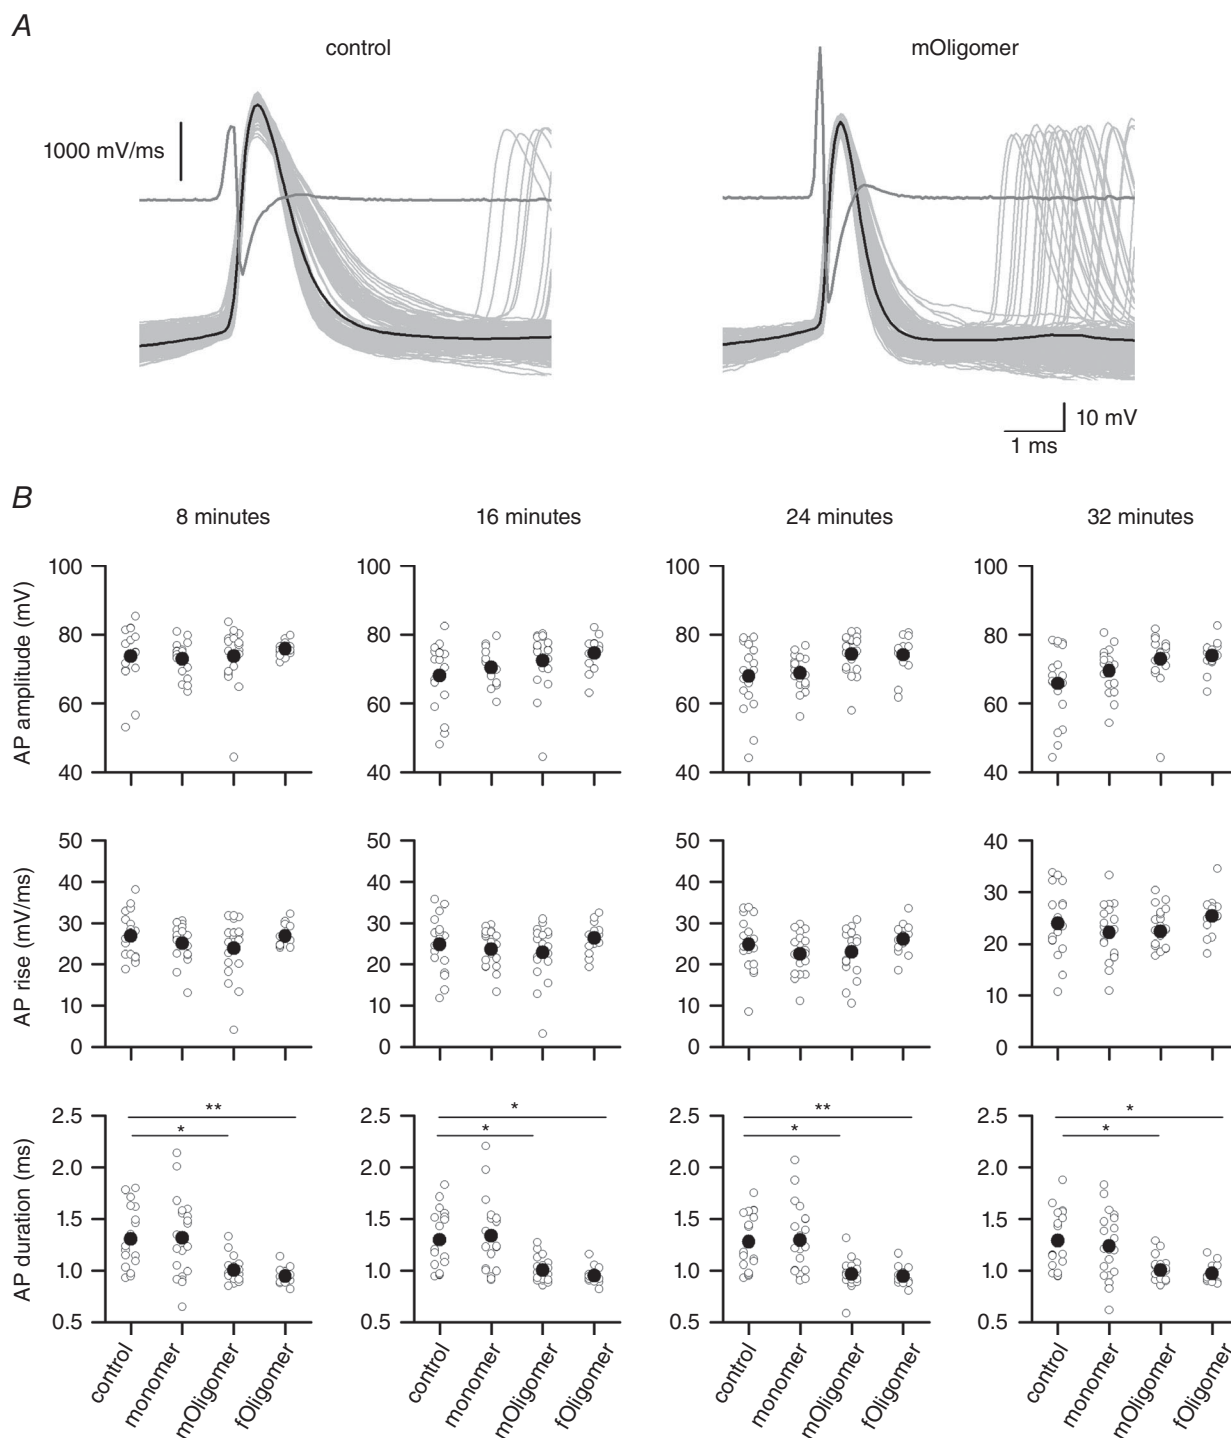 A
control
mOligomer
1000 mV/ms
10 mV
1 ms
B
8 minutes
16 minutes
24 minutes
32 minutes
AP amplitude (mV)
100
80
60
40
100
80
60
40
100
80
60
40
100
80
60
40
AP rise (mV/ms)
50
40
30
20
10
0
50
40
30
20
10
0
50
40
30
20
10
0
40
30
20
10
0
AP duration (ms)
2.5
2.0
1.5
1.0
0.5
**
*
2.5
2.0
1.5
1.0
0.5
*
*
2.5
2.0
1.5
1.0
0.5
**
*
2.5
2.0
1.5
1.0
0.5
*
*
control
monomer
mOligomer
fOligomer
control
monomer
mOligomer
fOligomer
control
monomer
mOligomer
fOligomer
control
monomer
mOligomer
fOligomer